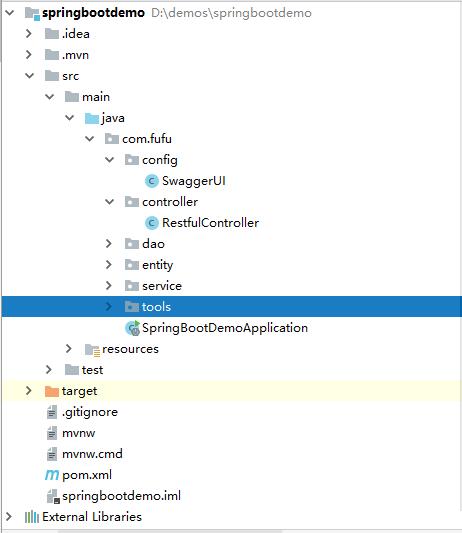 springbootdemo D:\demos\springbootdemo
.idea
.mvn
src
main
java
com.fufu
config
SwaggerUI
controller
RestfulController
dao
entity
service
tools
SpringBootDemoApplication
resources
test
target
.gitignore
mvnw
mvnw.cmd
pom.xml
springbootdemo.iml
External Libraries